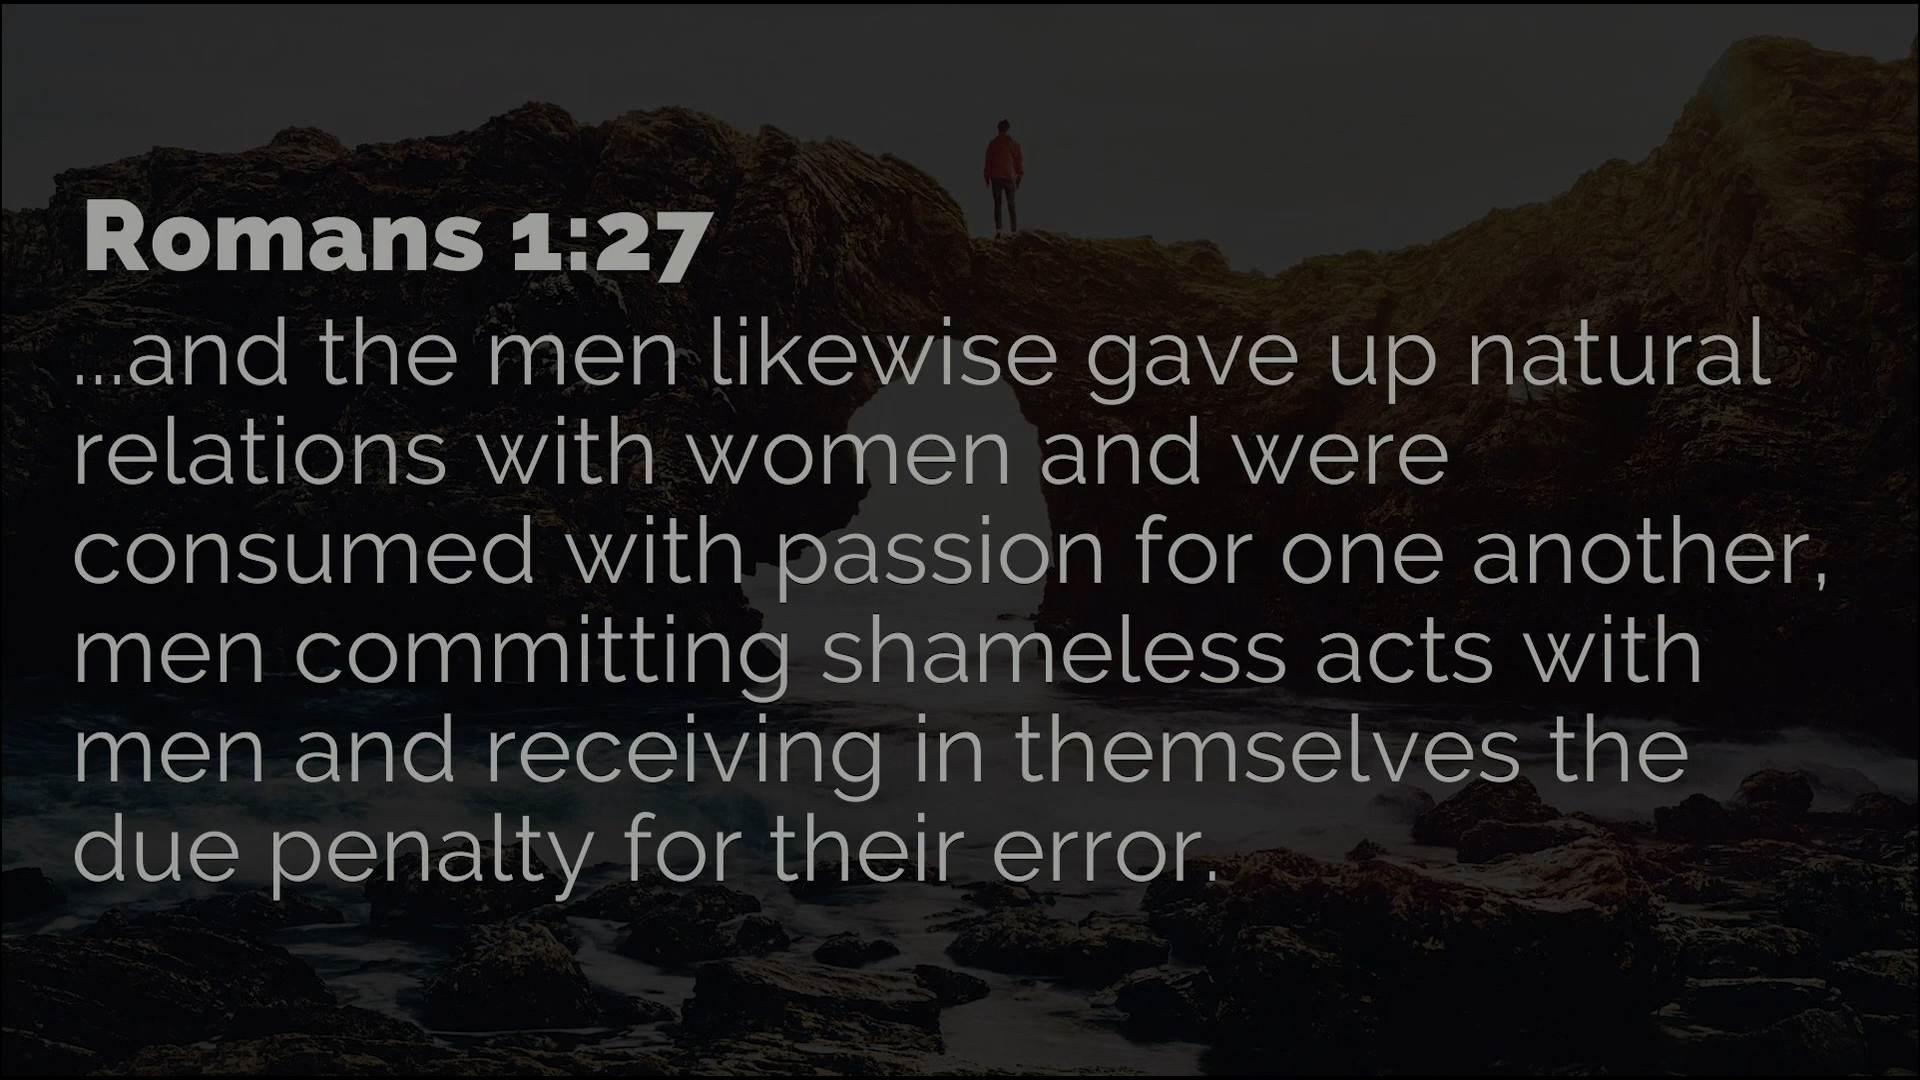 Romans 1:27
...and the men likewise gave up natural
relations with women and were
consumed with passion for one another,
men committing shameless acts with
men and receiving in themselves the
due penalty for their error.